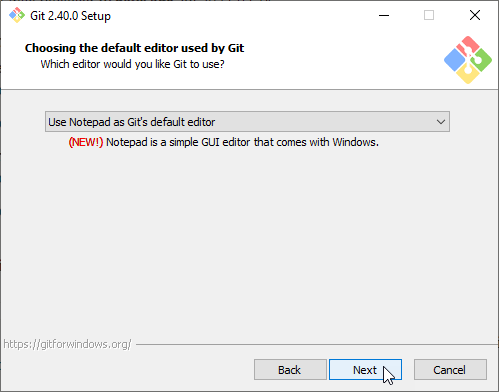 Git 2.40.0 Setup
Choosing the default editor used by Git
Which editor would you like Git to use?
Use Notepad as Git's default editor
(NEW!) Notepad is a simple GUI editor that comes with Windows.
https://gitforwindows.org/
Back
Next
Cancel